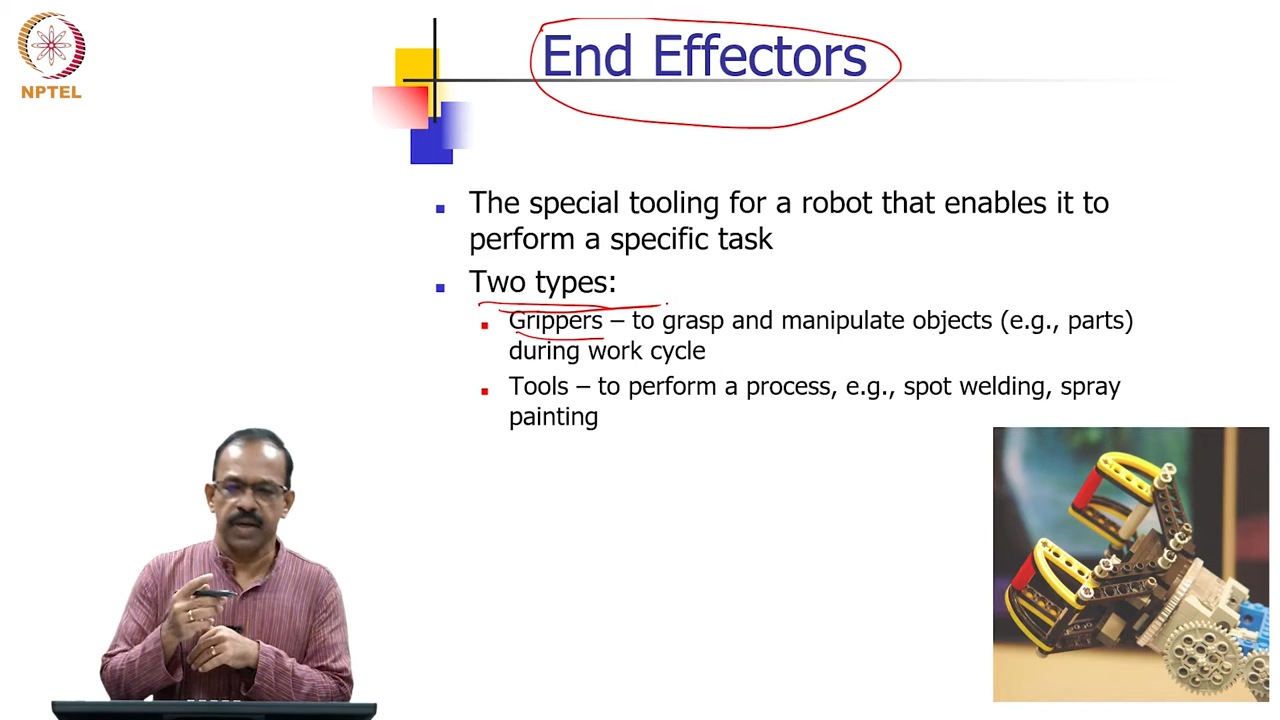 NPTEL
End Effectors
The special tooling for a robot that enables it to
perform a specific task
Two types:
Grippers – to grasp and manipulate objects (e.g., parts)
during work cycle
Tools – to perform a process, e.g., spot welding, spray
painting